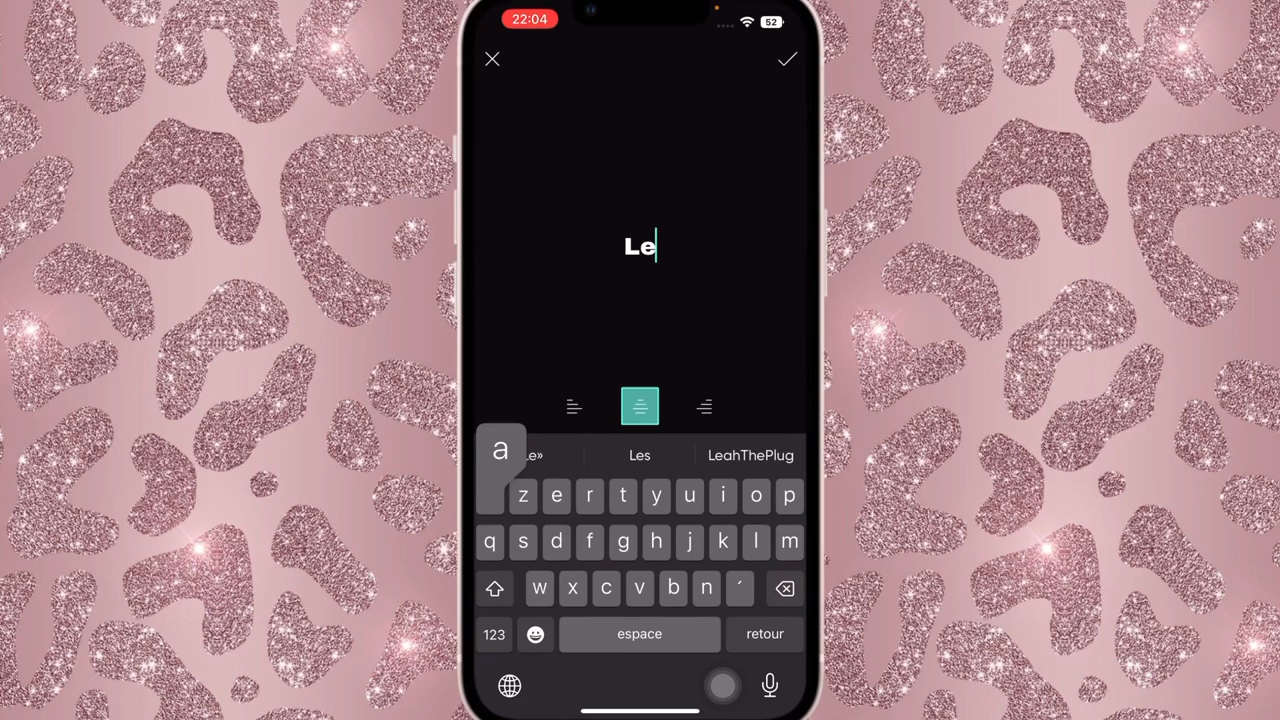 22:04
52
Le
a
Le»
Les
LeahThePlug
z e r t y u i o p
q s d f g h j k l m
w x c v b n ´
123
espace
retour